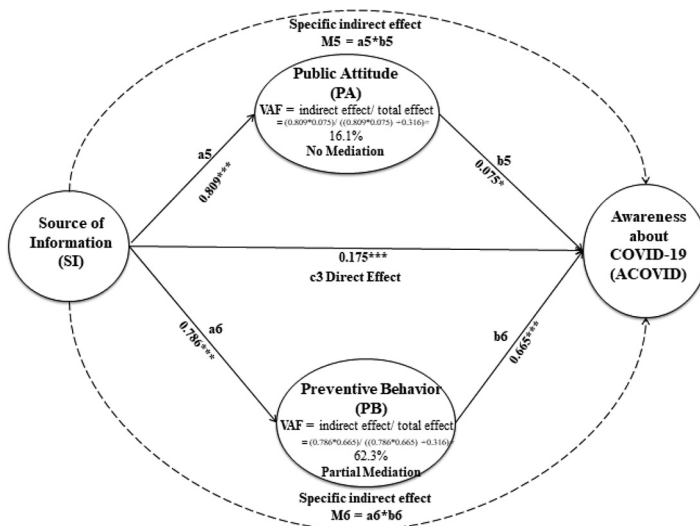 Specific indirect effect
M5 = a5*b5
Public Attitude
(PA)
VAF = indirect effect/ total effect
= (0.809*0.075)/ ((0.809*0.075) +0.316)=
16.1%
No Mediation
a5
0.809***
b5
0.075*
Source of
Information
(SI)
0.175***
c3 Direct Effect
Awareness
about
COVID-19
(ACOVID)
a6
0.786***
b6
0.665***
Preventive Behavior
(PB)
VAF = indirect effect/ total effect
= (0.786*0.665)/ ((0.786*0.665) +0.316)=
62.3%
Partial Mediation
Specific indirect effect
M6 = a6*b6